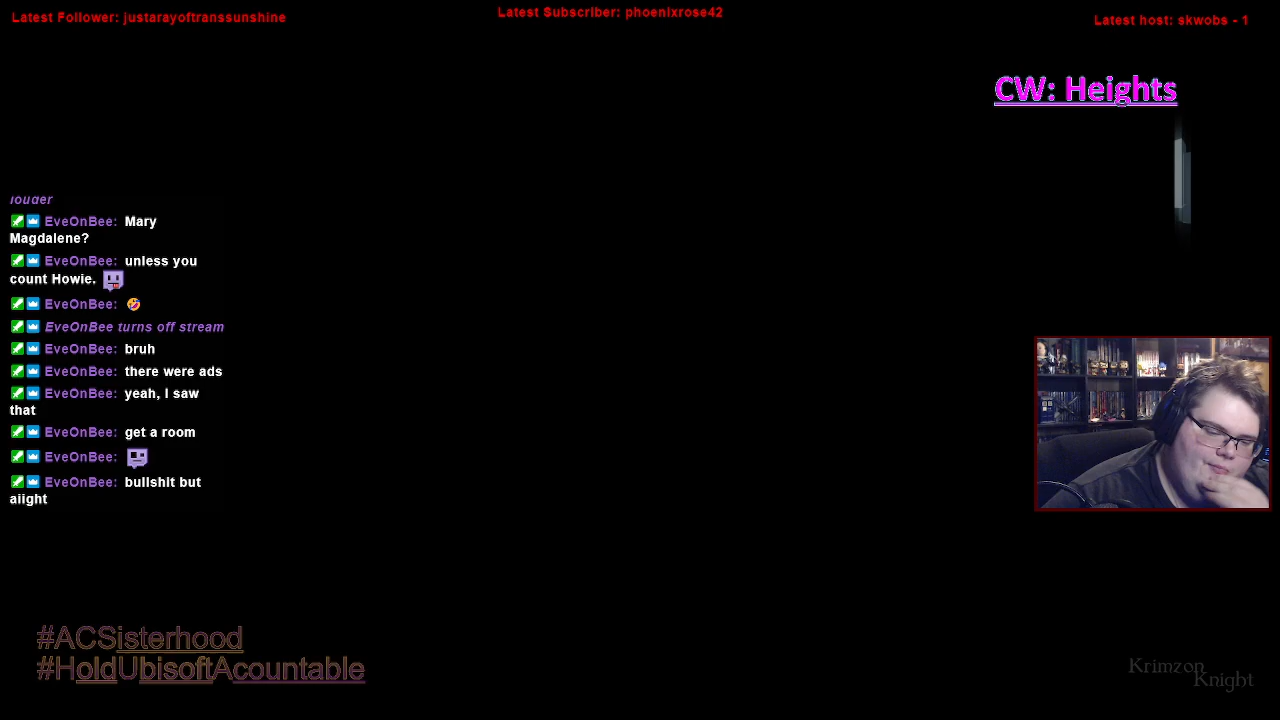 Latest Follower: justarayoftranssunshine
Latest Subscriber: phoenixrose42
Latest host: skwobs - 1
CW: Heights
louder
EveOnBee: Mary
Magdalene?
EveOnBee: unless you
count Howie.
EveOnBee: 🤣
EveOnBee turns off stream
EveOnBee: bruh
EveOnBee: there were ads
EveOnBee: yeah, I saw
that
EveOnBee: get a room
EveOnBee:
EveOnBee: bullshit but
aiight
#ACSisterhood
#HoldUbisoftAcountable
Krimzon
Knight